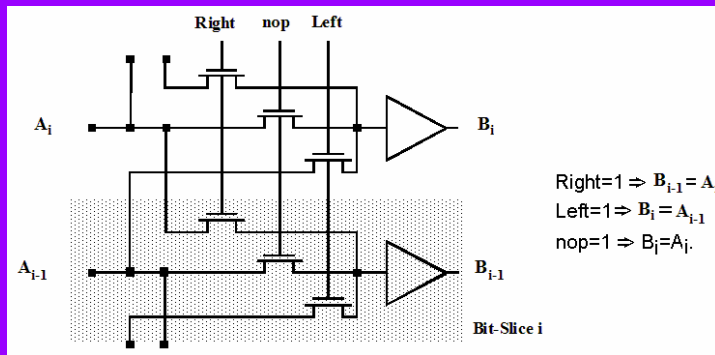 Right nop Left
Aᵢ Bᵢ
Right=1 ⇒ Bᵢ₋₁ = A
Left=1 ⇒ Bᵢ = Aᵢ₋₁
nop=1 ⇒ Bᵢ=Aᵢ.
Aᵢ₋₁ Bᵢ₋₁
Bit-Slice i